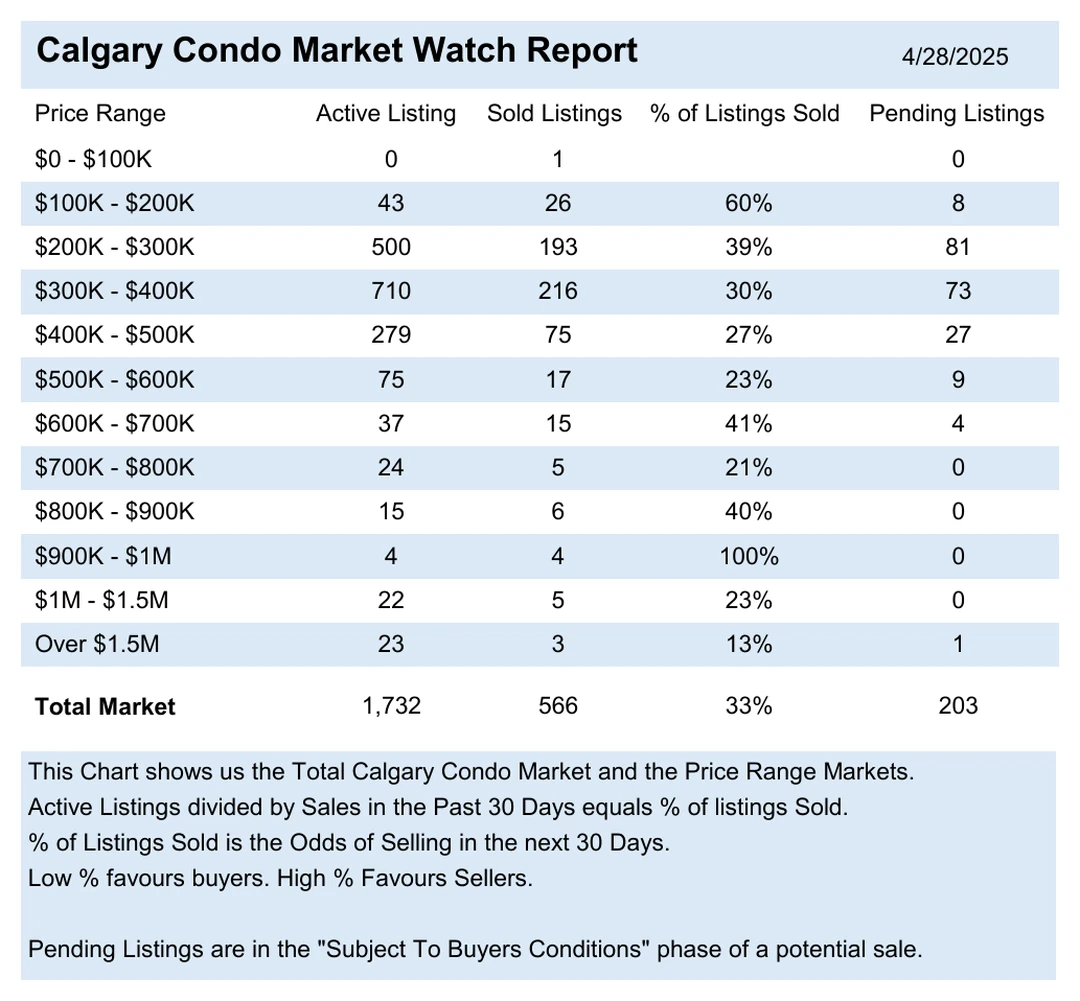 Calgary Condo Market Watch Report 4/28/2025
Price Range Active Listing Sold Listings % of Listings Sold Pending Listings
$0 - $100K 0 1 0
$100K - $200K 43 26 60% 8
$200K - $300K 500 193 39% 81
$300K - $400K 710 216 30% 73
$400K - $500K 279 75 27% 27
$500K - $600K 75 17 23% 9
$600K - $700K 37 15 41% 4
$700K - $800K 24 5 21% 0
$800K - $900K 15 6 40% 0
$900K - $1M 4 4 100% 0
$1M - $1.5M 22 5 23% 0
Over $1.5M 23 3 13% 1
Total Market 1,732 566 33% 203
This Chart shows us the Total Calgary Condo Market and the Price Range Markets.
Active Listings divided by Sales in the Past 30 Days equals % of listings Sold.
% of Listings Sold is the Odds of Selling in the next 30 Days.
Low % favours buyers. High % Favours Sellers.
Pending Listings are in the "Subject To Buyers Conditions" phase of a potential sale.